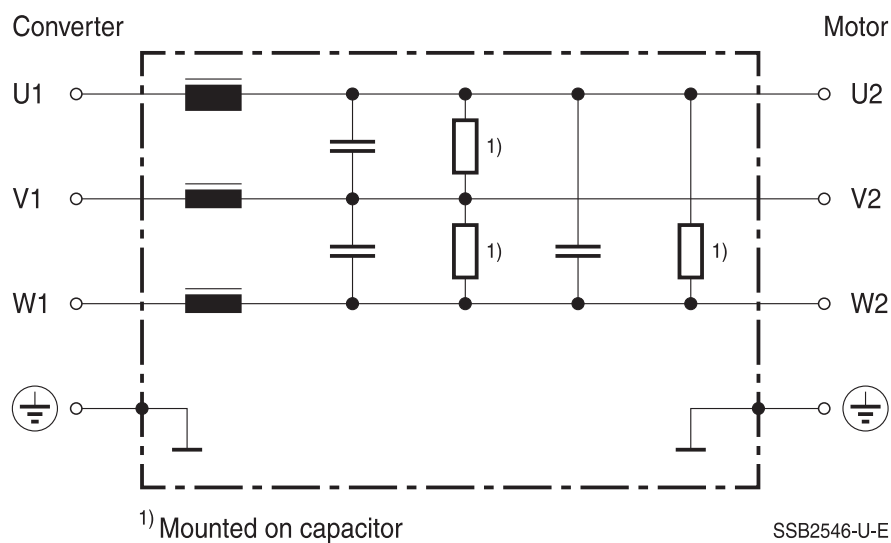 Converter Motor
U1 U2
1)
V1 V2
1) 1)
W1 W2
1) Mounted on capacitor
SSB2546-U-E